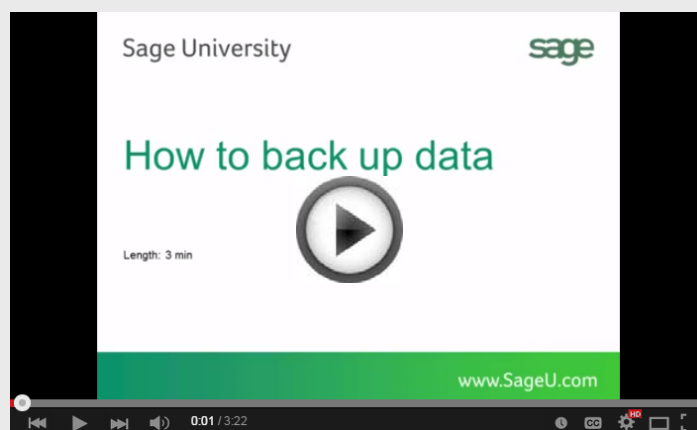 Sage University
sage
How to back up data
Length: 3 min
www.SageU.com
0:01 / 3:22
CC
HD